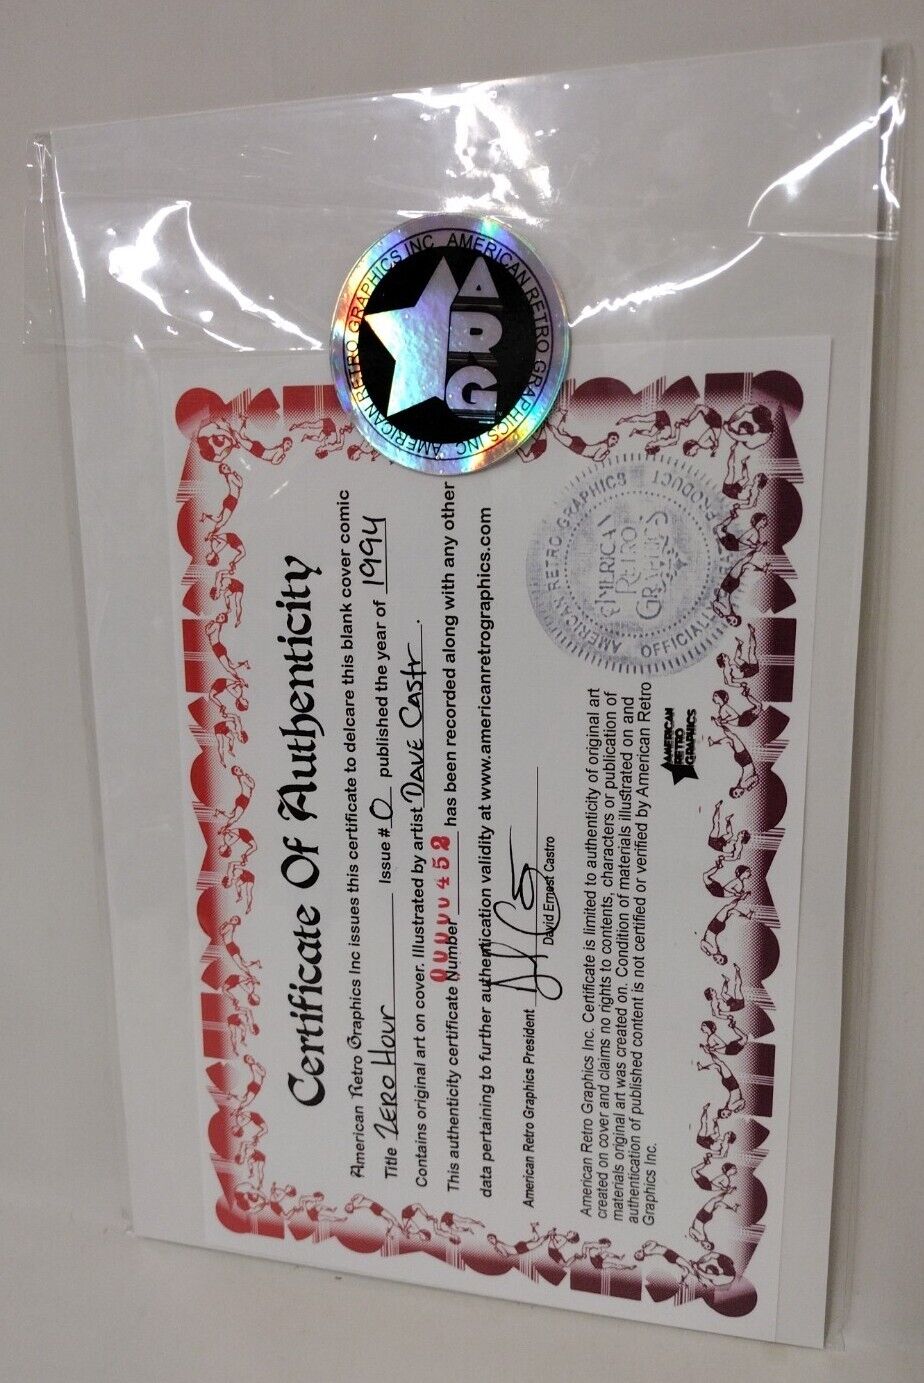 AMERICAN RETRO GRAPHICS INC. AMERICAN RETRO GRAPHICS INC.
ARG
Certificate Of Authenticity
American Retro Graphics Inc issues this certificate to delcare this blank cover comic
Title Zero Hour Issue # 0 published the year of 1994
Contains original art on cover. Illustrated by artist Dave Castr.
This authenticity certificate Number 00000452 has been recorded along with any other
data pertaining to further authentication validity at www.americanretrographics.com
American Retro Graphics President
David Ernest Castro
American Retro Graphics Inc. Certificate is limited to authenticity of original art
created on cover and claims no rights to contents, characters or publication of
materials original art was created on. Condition of materials illustrated on and
authentication of published content is not certified or verified by American Retro
Graphics Inc.
AMERICAN
RETRO
GRAPHICS
AMERICAN RETRO GRAPHICS PRODUCT
OFFICIAL
AMERICAN
RETRO
GRAPHICS